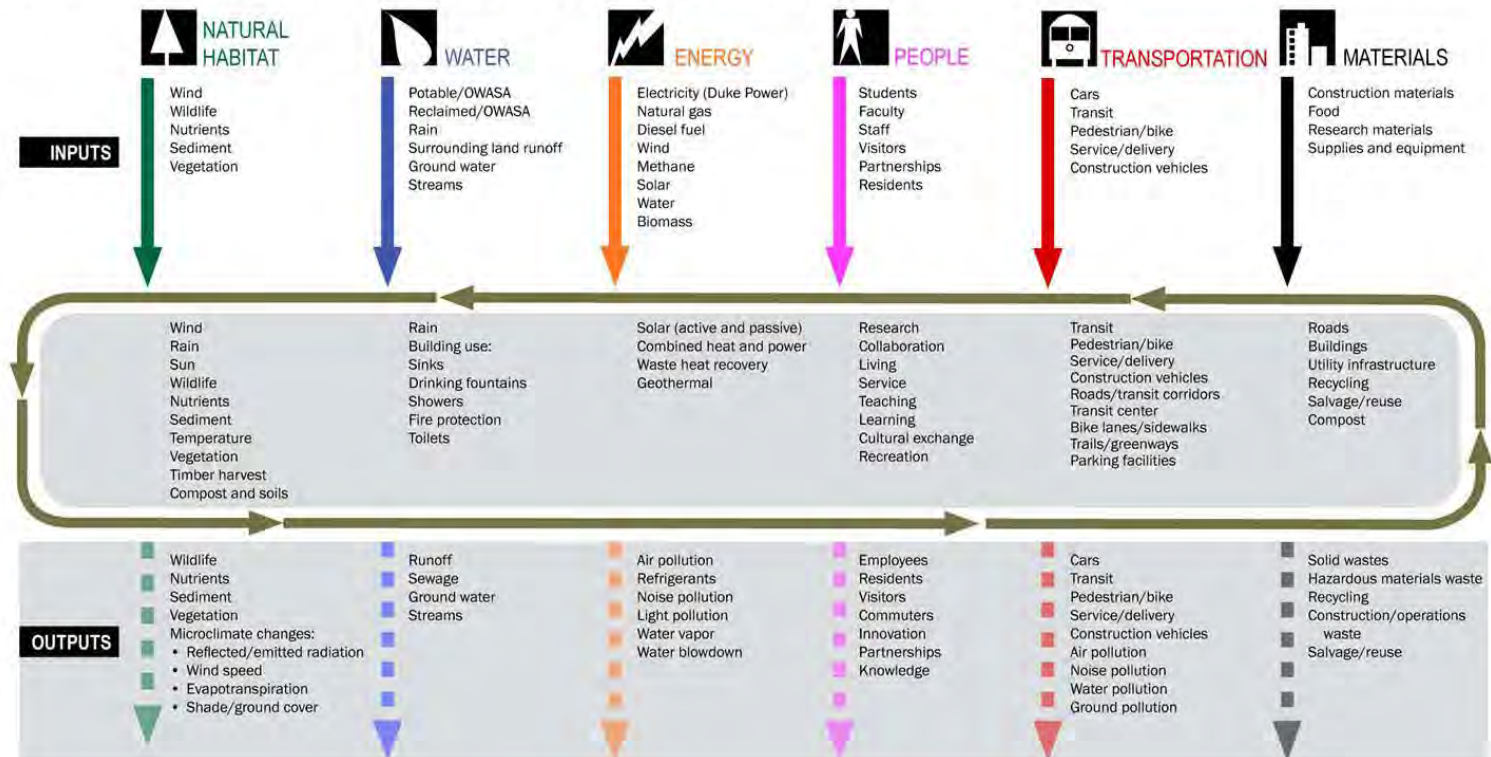 NATURAL
HABITAT
WATER
ENERGY
PEOPLE
TRANSPORTATION
MATERIALS
INPUTS
Wind
Wildlife
Nutrients
Sediment
Vegetation
Potable/OWASA
Reclaimed/OWASA
Rain
Surrounding land runoff
Ground water
Streams
Electricity (Duke Power)
Natural gas
Diesel fuel
Wind
Methane
Solar
Water
Biomass
Students
Faculty
Staff
Visitors
Partnerships
Residents
Cars
Transit
Pedestrian/bike
Service/delivery
Construction vehicles
Construction materials
Food
Research materials
Supplies and equipment
Wind
Rain
Sun
Wildlife
Nutrients
Sediment
Temperature
Vegetation
Timber harvest
Compost and soils
Rain
Building use:
Sinks
Drinking fountains
Showers
Fire protection
Toilets
Solar (active and passive)
Combined heat and power
Waste heat recovery
Geothermal
Research
Collaboration
Living
Service
Teaching
Learning
Cultural exchange
Recreation
Transit
Pedestrian/bike
Service/delivery
Construction vehicles
Roads/transit corridors
Transit center
Bike lanes/sidewalks
Trails/greenways
Parking facilities
Roads
Buildings
Utility infrastructure
Recycling
Salvage/reuse
Compost
OUTPUTS
Wildlife
Nutrients
Sediment
Vegetation
Microclimate changes:
• Reflected/emitted radiation
• Wind speed
• Evapotranspiration
• Shade/ground cover
Runoff
Sewage
Ground water
Streams
Air pollution
Refrigerants
Noise pollution
Light pollution
Water vapor
Water blowdown
Employees
Residents
Visitors
Commuters
Innovation
Partnerships
Knowledge
Cars
Transit
Pedestrian/bike
Service/delivery
Construction vehicles
Air pollution
Noise pollution
Water pollution
Ground pollution
Solid wastes
Hazardous materials waste
Recycling
Construction/operations
waste
Salvage/reuse